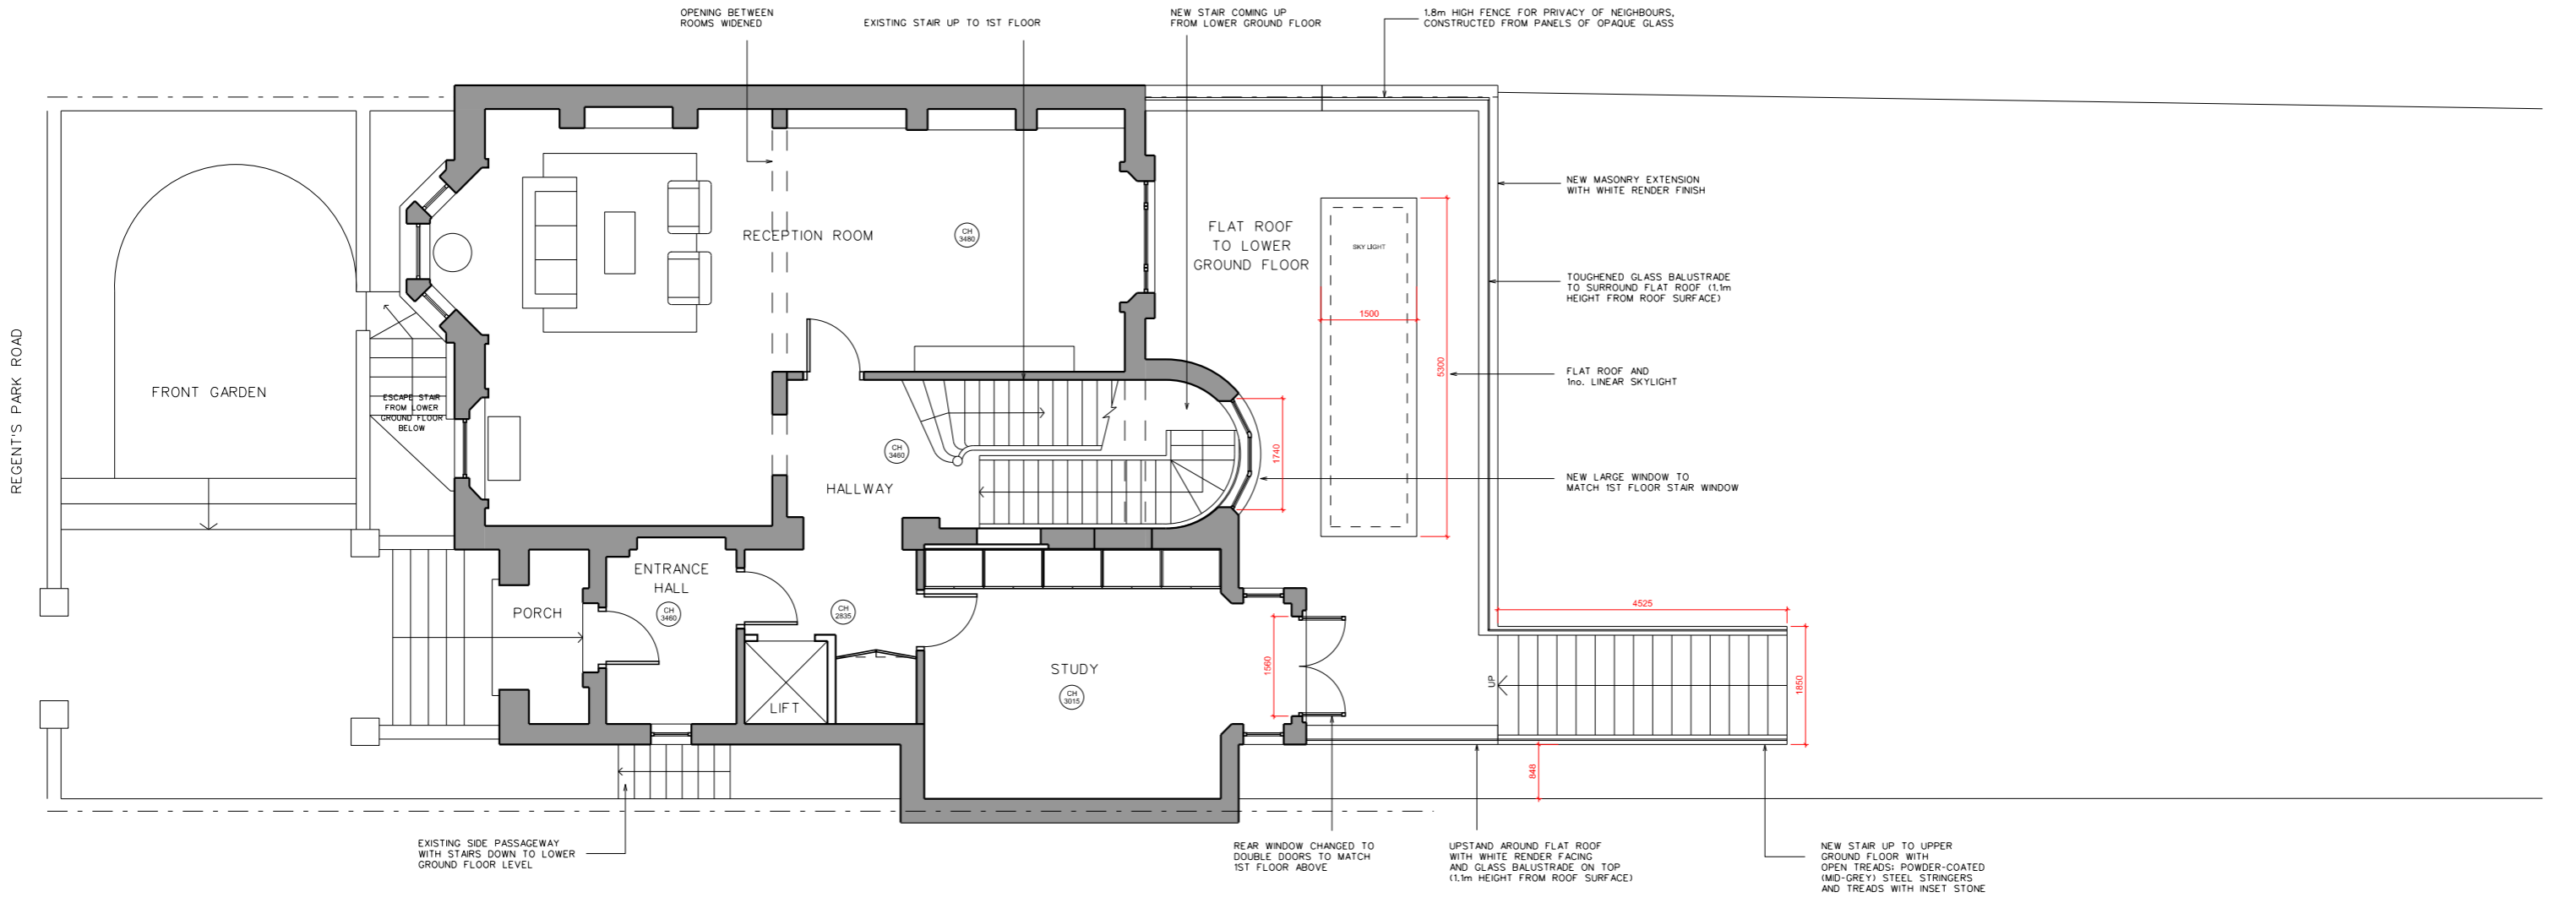 OPENING BETWEEN
ROOMS WIDENED
EXISTING STAIR UP TO 1ST FLOOR
NEW STAIR COMING UP
FROM LOWER GROUND FLOOR
1.8m HIGH FENCE FOR PRIVACY OF NEIGHBOURS,
CONSTRUCTED FROM PANELS OF OPAQUE GLASS
NEW MASONRY EXTENSION
WITH WHITE RENDER FINISH
RECEPTION ROOM
CH
3480
FLAT ROOF
TO LOWER
GROUND FLOOR
SKY LIGHT
TOUGHENED GLASS BALUSTRADE
TO SURROUND FLAT ROOF (1.1m
HEIGHT FROM ROOF SURFACE)
1500
5300
FLAT ROOF AND
1no. LINEAR SKYLIGHT
REGENT'S PARK ROAD
FRONT GARDEN
ESCAPE STAIR
FROM LOWER
GROUND FLOOR
BELOW
CH
3460
HALLWAY
1740
NEW LARGE WINDOW TO
MATCH 1ST FLOOR STAIR WINDOW
ENTRANCE
HALL
CH
3460
PORCH
CH
2835
LIFT
STUDY
CH
3015
1560
4525
UP
1850
848
EXISTING SIDE PASSAGEWAY
WITH STAIRS DOWN TO LOWER
GROUND FLOOR LEVEL
REAR WINDOW CHANGED TO
DOUBLE DOORS TO MATCH
1ST FLOOR ABOVE
UPSTAND AROUND FLAT ROOF
WITH WHITE RENDER FACING
AND GLASS BALUSTRADE ON TOP
(1.1m HEIGHT FROM ROOF SURFACE)
NEW STAIR UP TO UPPER
GROUND FLOOR WITH
OPEN TREADS; POWDER-COATED
(MID-GREY) STEEL STRINGERS
AND TREADS WITH INSET STONE